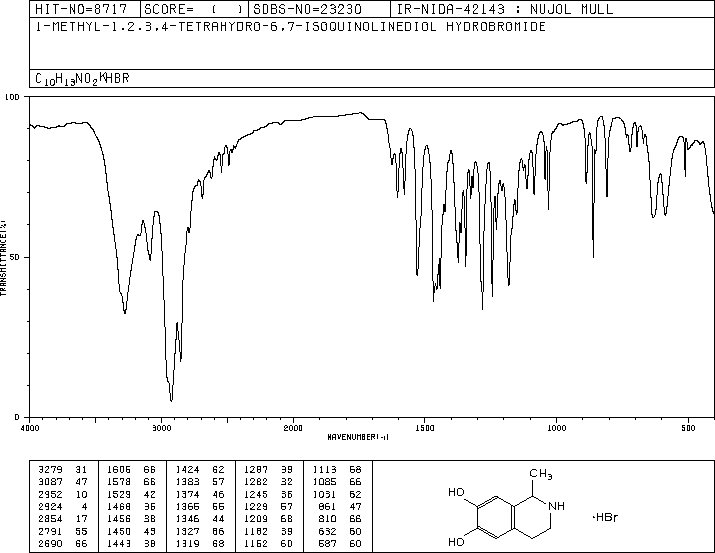 HIT-NO=8717 SCORE= ( ) SDBS-NO=23230 IR-NIDA-42143 : NUJOL MULL
1-METHYL-1,2,3,4-TETRAHYDRO-6,7-ISOQUINOLINEDIOL HYDROBROMIDE
C10H13NO2*HBR
100
50
0
TRANSMITTANCE(%)
4000 3000 2000 1500 1000 500
WAVENUMBER(-1)
3279 31 1606 66 1424 62 1287 39 1113 68
3087 47 1578 66 1383 57 1282 32 1085 66
2952 10 1529 42 1374 46 1245 36 1031 62
2924 4 1468 36 1366 55 1229 57 861 47
2854 17 1456 38 1346 44 1209 68 810 66
2791 55 1450 49 1327 66 1182 39 632 60
2690 66 1443 38 1319 68 1162 60 587 60
CH3
HO
NH
HO
·HBr